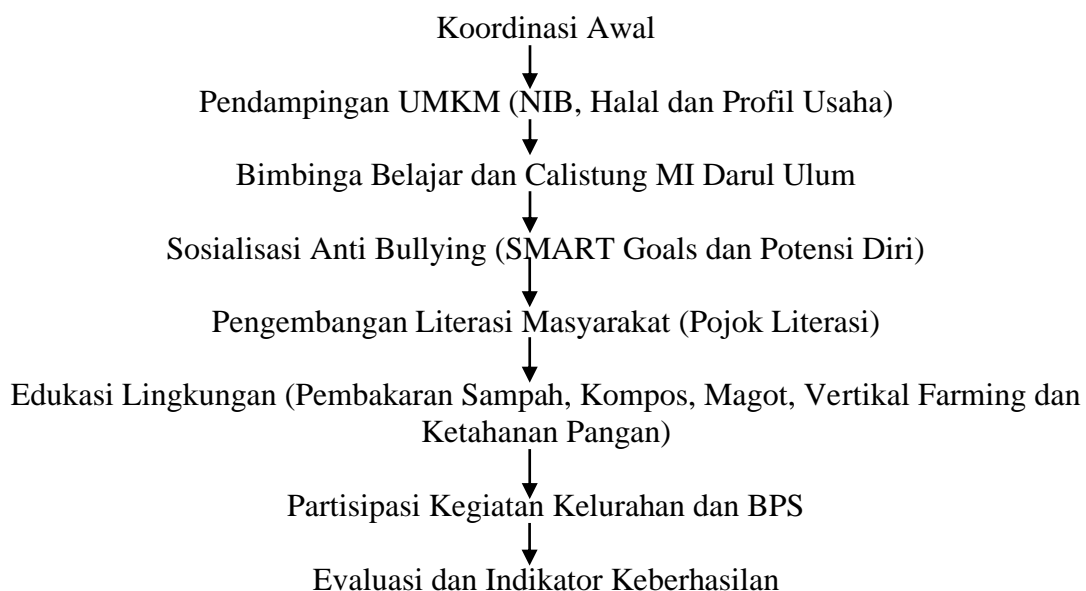 Koordinasi Awal
Pendampingan UMKM (NIB, Halal dan Profil Usaha)
Bimbinga Belajar dan Calistung MI Darul Ulum
Sosialisasi Anti Bullying (SMART Goals dan Potensi Diri)
Pengembangan Literasi Masyarakat (Pojok Literasi)
Edukasi Lingkungan (Pembakaran Sampah, Kompos, Magot, Vertikal Farming dan
Ketahanan Pangan)
Partisipasi Kegiatan Kelurahan dan BPS
Evaluasi dan Indikator Keberhasilan